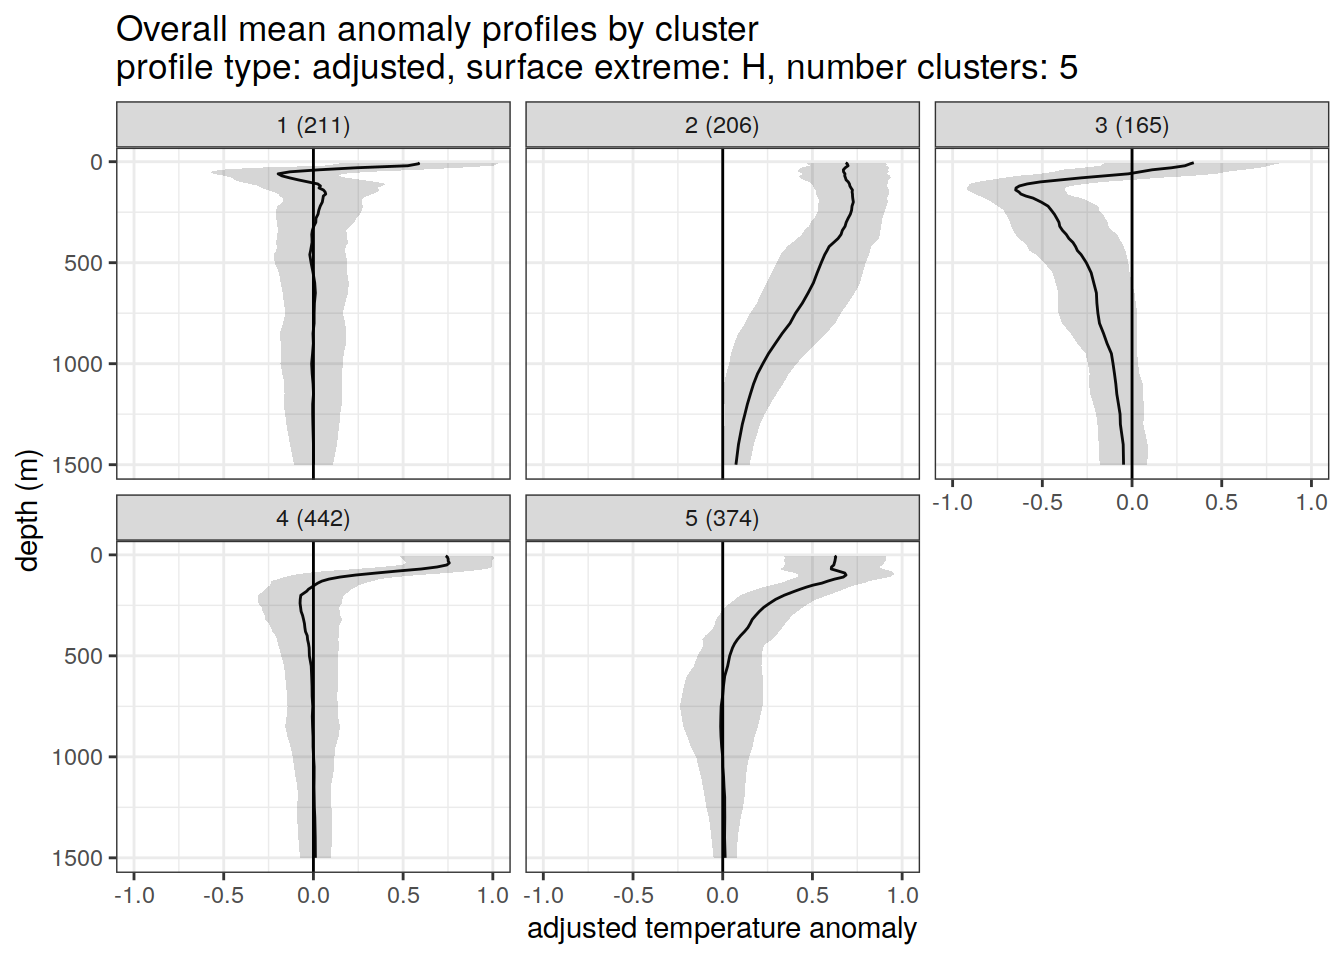 Overall mean anomaly profiles by cluster
profile type: adjusted, surface extreme: H, number clusters: 5
1 (211)
2 (206)
3 (165)
0
500
1000
1500
-1.0 -0.5 0.0 0.5 1.0
depth (m)
4 (442)
5 (374)
0
500
1000
1500
-1.0 -0.5 0.0 0.5 1.0
-1.0 -0.5 0.0 0.5 1.0
adjusted temperature anomaly